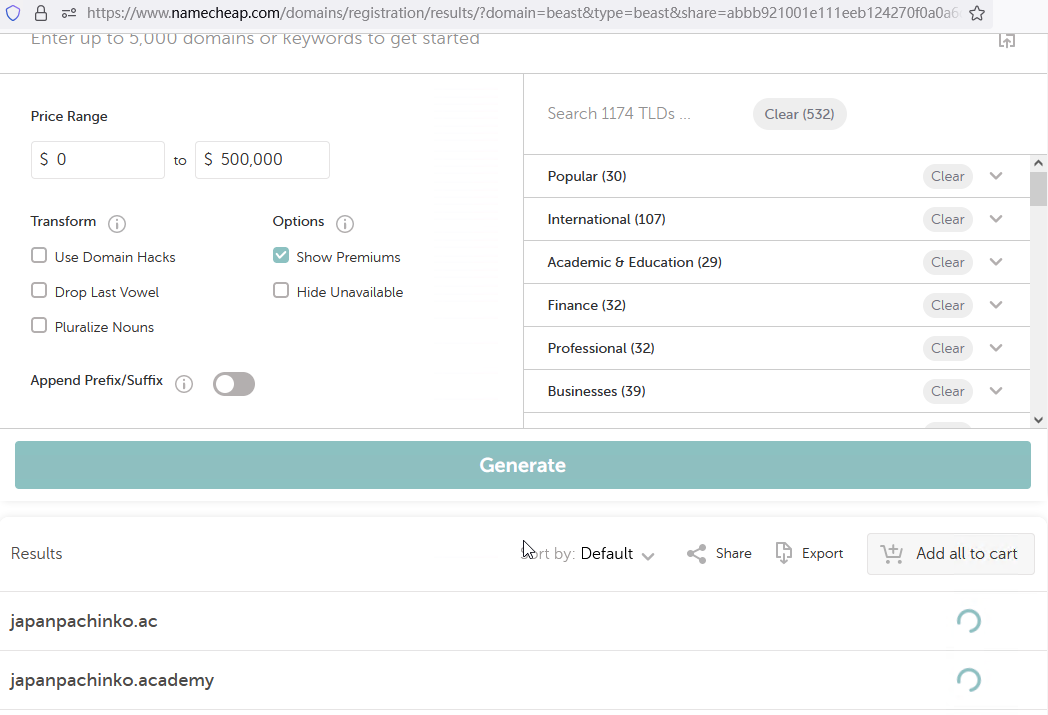 https://www.namecheap.com/domains/registration/results/?domain=beast&type=beast&share=abbb921001e111eeb124270f0a0a6
Enter up to 5,000 domains or keywords to get started
Price Range
$ 0 to $ 500,000
Transform
Use Domain Hacks
Drop Last Vowel
Pluralize Nouns
Options
Show Premiums
Hide Unavailable
Append Prefix/Suffix
Search 1174 TLDs ...
Clear (532)
Popular (30) Clear
International (107) Clear
Academic & Education (29) Clear
Finance (32) Clear
Professional (32) Clear
Businesses (39) Clear
Generate
Results
Sort by: Default
Share
Export
Add all to cart
japanpachinko.ac
japanpachinko.academy